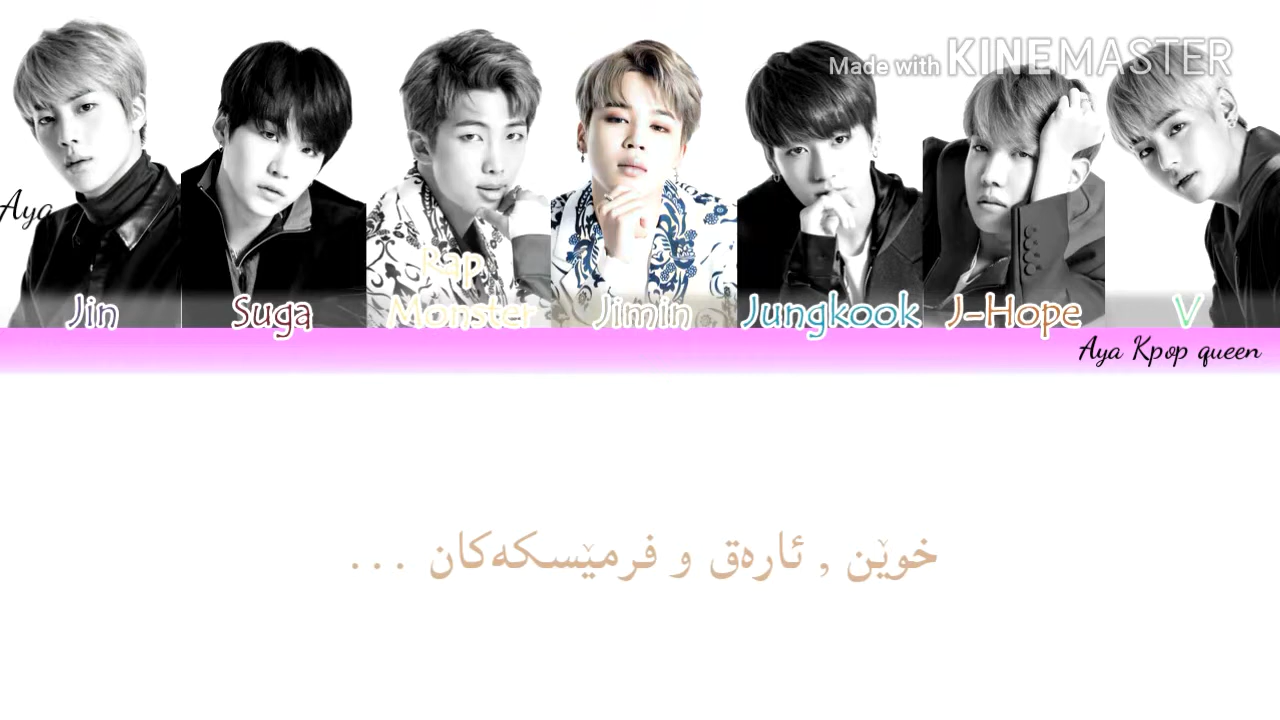 Made with KINEMASTER
Aya
Jin
Suga
Rap
Monster
Jimin
Jungkook
J-Hope
V
Aya Kpop queen
خوێن , ئارەق و فرمێسکەکان ...